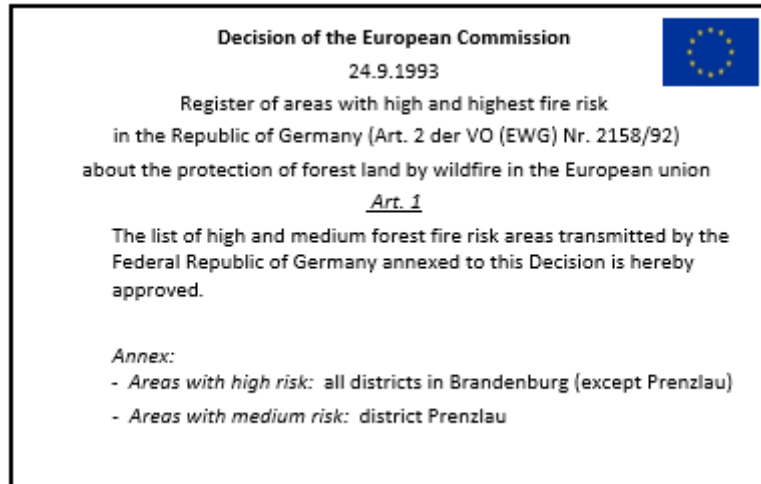 Decision of the European Commission
24.9.1993
Register of areas with high and highest fire risk
in the Republic of Germany (Art. 2 der VO (EWG) Nr. 2158/92)
about the protection of forest land by wildfire in the European union
Art. 1
The list of high and medium forest fire risk areas transmitted by the
Federal Republic of Germany annexed to this Decision is hereby
approved.
Annex:
- Areas with high risk: all districts in Brandenburg (except Prenzlau)
- Areas with medium risk: district Prenzlau